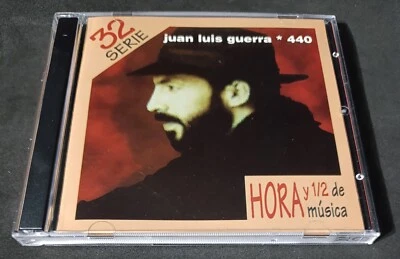 32
SERIE
juan luis guerra * 440
HORA y 1/2 de
música